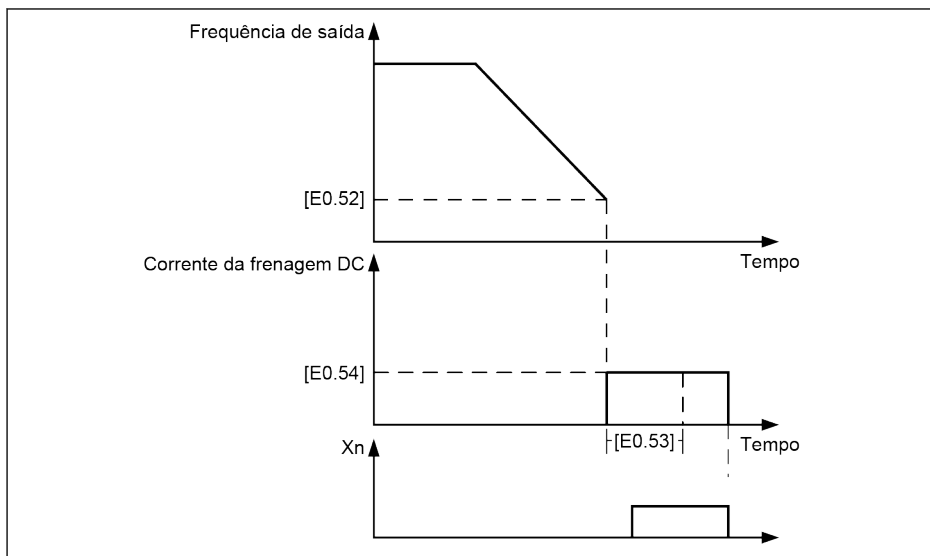 Frequência de saída
[E0.52]
Tempo
Corrente da frenagem DC
[E0.54]
[E0.53]
Tempo
Xn